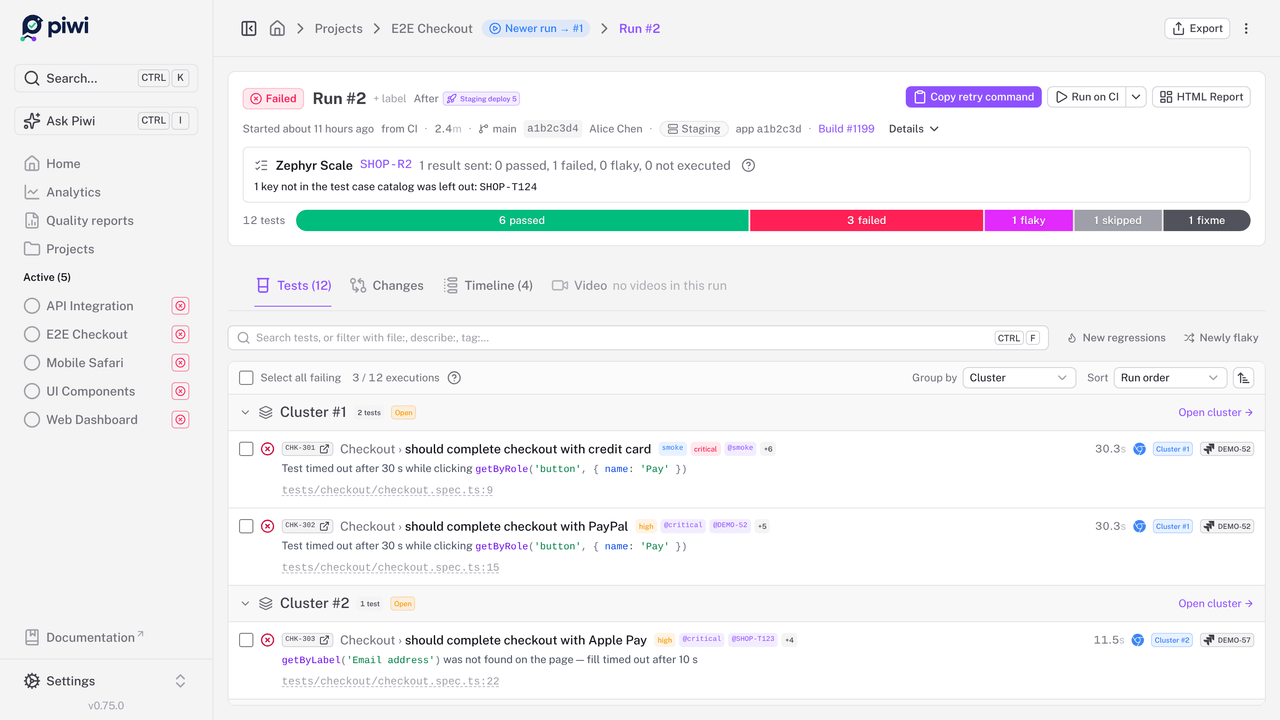 piwi
Search... CTRL K
Ask Piwi CTRL I
Home
Analytics
Quality reports
Projects
Active (5)
API Integration
E2E Checkout
Mobile Safari
UI Components
Web Dashboard
Documentation
Settings
v0.75.0
Projects E2E Checkout Newer run → #1 Run #2
Export
Failed Run #2 + label After Staging deploy 5
Copy retry command Run on CI HTML Report
Started about 11 hours ago from CI · 2.4m · main a1b2c3d4 Alice Chen · Staging app a1b2c3d · Build #1199 Details
Zephyr Scale SHOP-R2 1 result sent: 0 passed, 1 failed, 0 flaky, 0 not executed
1 key not in the test case catalog was left out: SHOP-T124
12 tests 6 passed 3 failed 1 flaky 1 skipped 1 fixme
Tests (12) Changes Timeline (4) Video no videos in this run
Search tests, or filter with file:, describe:, tag:... CTRL F New regressions Newly flaky
Select all failing 3 / 12 executions Group by Cluster Sort Run order
Cluster #1 2 tests Open Open cluster →
CHK-301 Checkout › should complete checkout with credit card smoke critical @smoke +6 30.3s Cluster #1 DEMO-52
Test timed out after 30 s while clicking getByRole('button', { name: 'Pay' })
tests/checkout/checkout.spec.ts:9
CHK-302 Checkout › should complete checkout with PayPal high @critical @DEMO-52 +5 30.3s Cluster #1 DEMO-52
Test timed out after 30 s while clicking getByRole('button', { name: 'Pay' })
tests/checkout/checkout.spec.ts:15
Cluster #2 1 test Open Open cluster →
CHK-303 Checkout › should complete checkout with Apple Pay high @critical @SHOP-T123 +4 11.5s Cluster #2 DEMO-57
getByLabel('Email address') was not found on the page — fill timed out after 10 s
tests/checkout/checkout.spec.ts:22